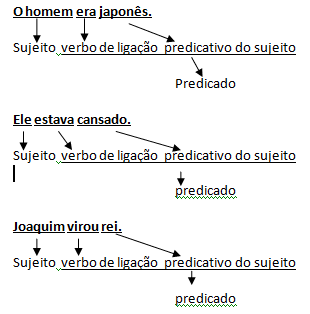 O homem era japonês.
Sujeito verbo de ligação predicativo do sujeito
Predicado
Ele estava cansado.
Sujeito verbo de ligação predicativo do sujeito
predicado
Joaquim virou rei.
Sujeito verbo de ligação predicativo do sujeito
predicado